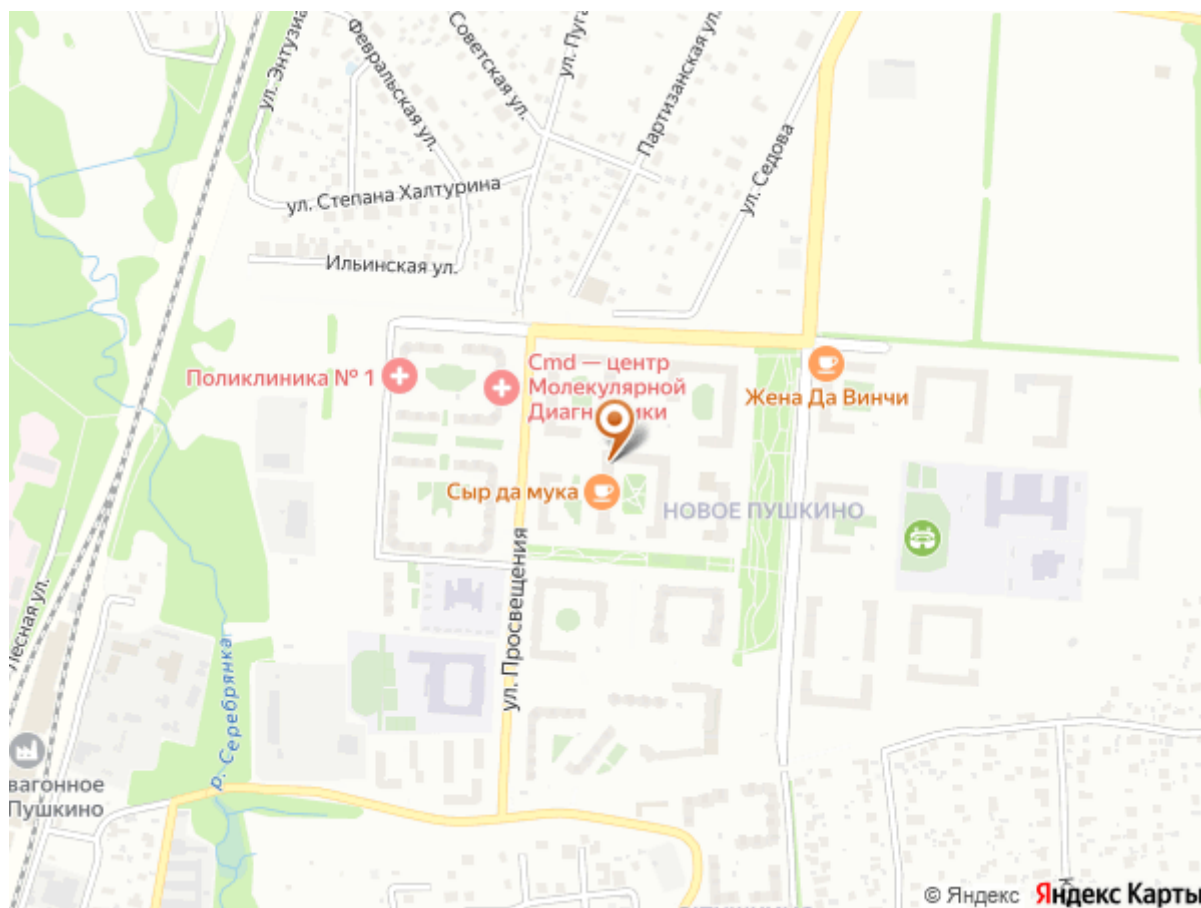 ул. Энтузиа
Февральская ул.
Советская ул.
ул. Пуга
Партизанская ул.
ул. Седова
ул. Степана Халтурина
Ильинская ул.
Поликлиника № 1
Cmd — центр
Молекулярной
Диагн
ики
Жена Да Винчи
Сыр да мука
НОВОЕ ПУШКИНО
ул. Просвещения
Лесная ул.
р. Серебрянка
вагонное
Пушкино
© Яндекс Яндекс Карты